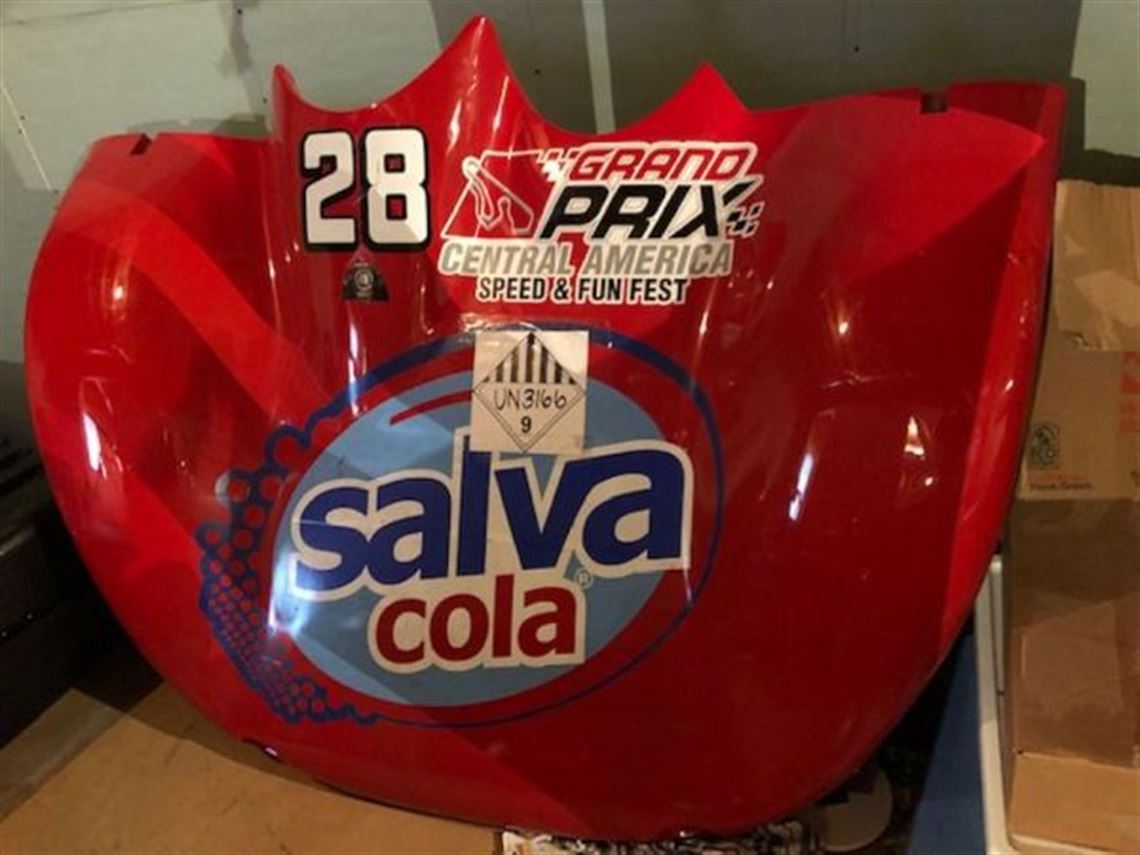 28
GRAND
PRIX
CENTRAL AMERICA
SPEED & FUN FEST
UN3166
9
salva
cola®